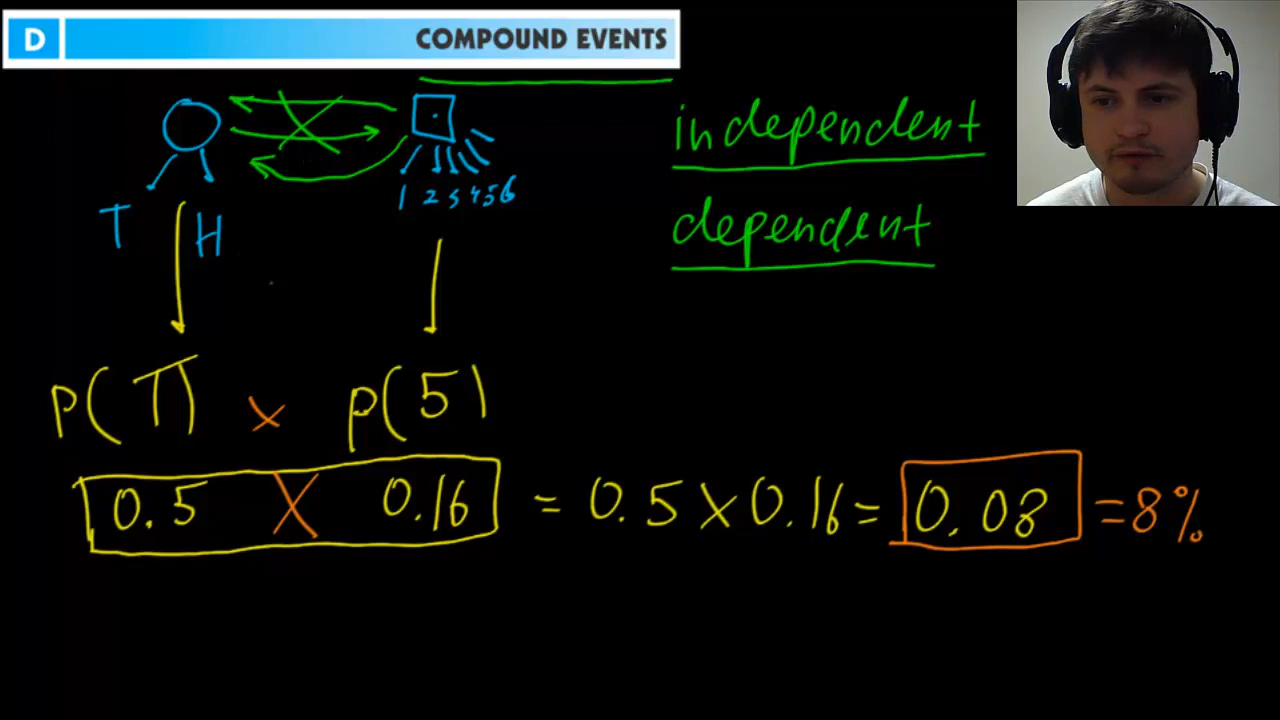 D COMPOUND EVENTS
independent
1 2 3 4 5 6
T H
dependent
P(T) x P(5)
0.5 X 0.16 = 0.5 X 0.16 = 0.08 = 8%